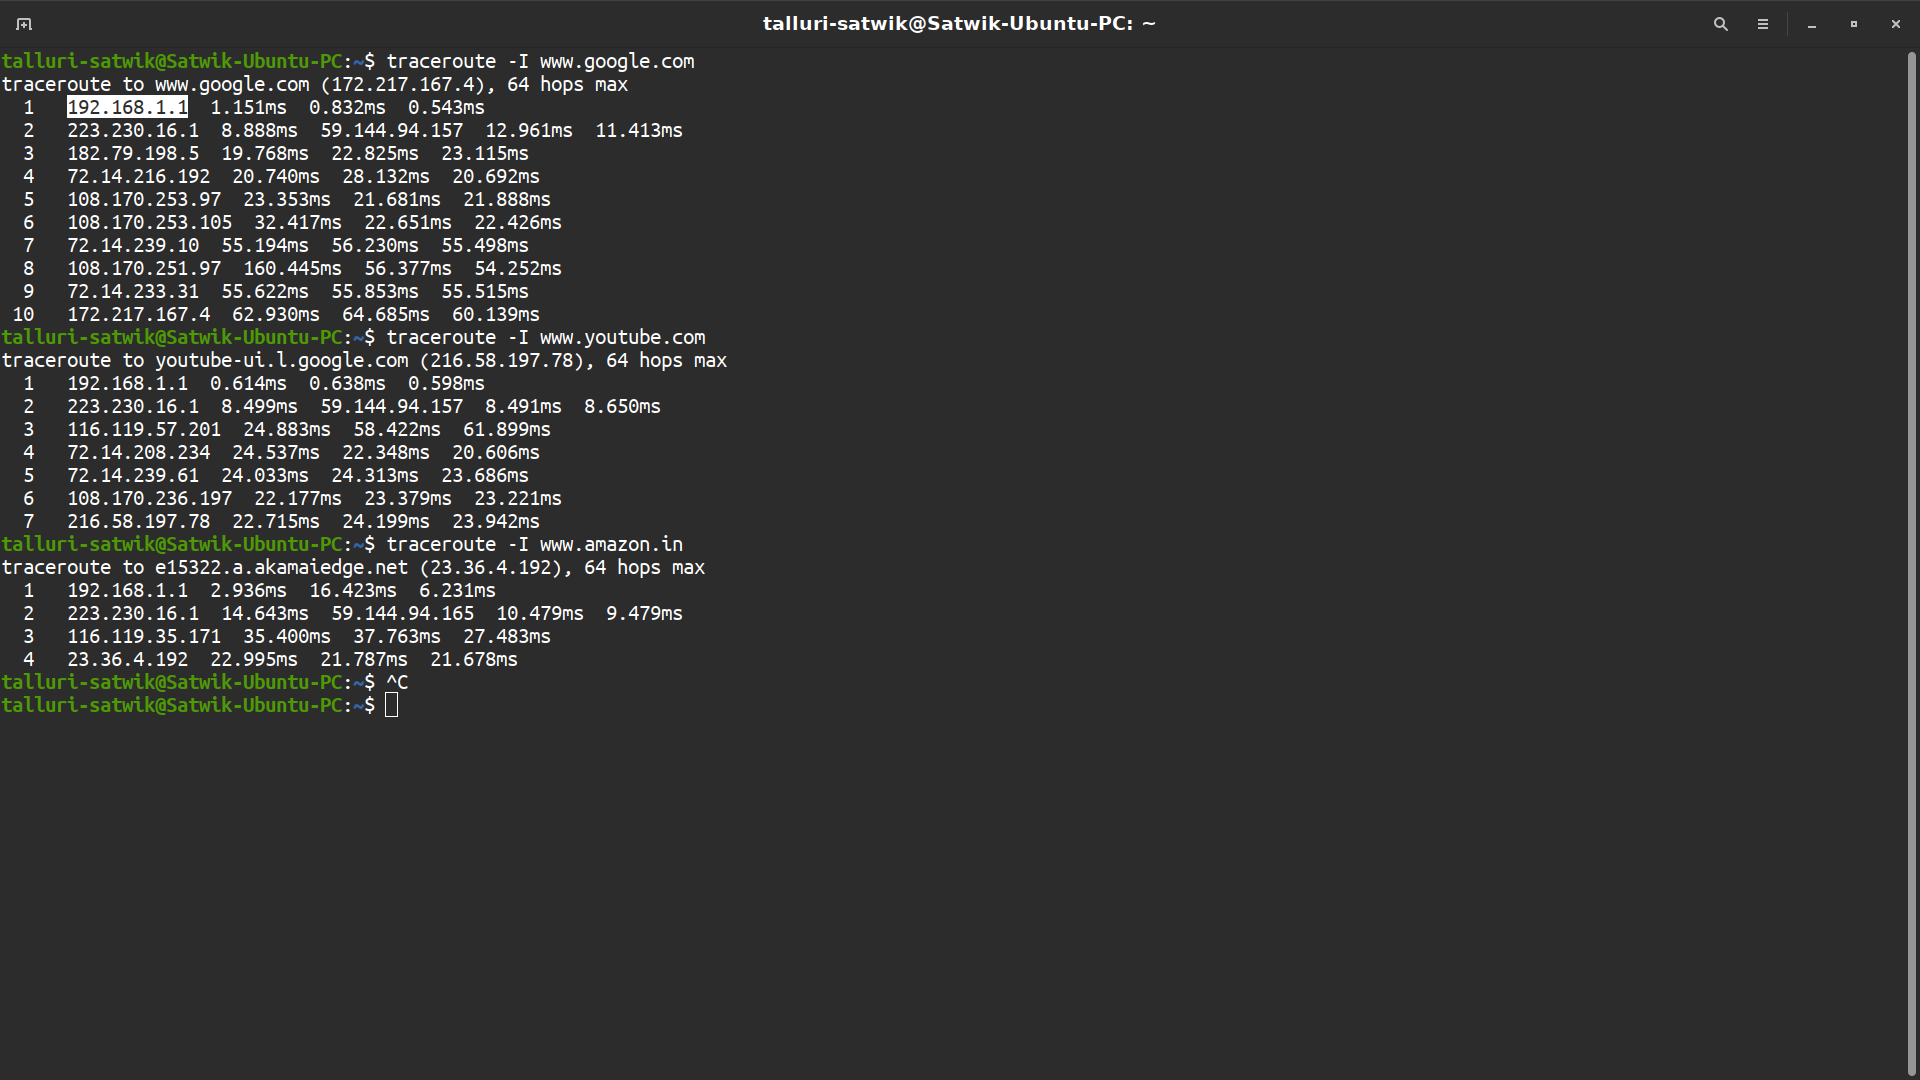 talluri-satwik@Satwik-Ubuntu-PC: ~
talluri-satwik@Satwik-Ubuntu-PC:~$ traceroute -I www.google.com
traceroute to www.google.com (172.217.167.4), 64 hops max
  1   192.168.1.1  1.151ms  0.832ms  0.543ms
  2   223.230.16.1  8.888ms  59.144.94.157  12.961ms  11.413ms
  3   182.79.198.5  19.768ms  22.825ms  23.115ms
  4   72.14.216.192  20.740ms  28.132ms  20.692ms
  5   108.170.253.97  23.353ms  21.681ms  21.888ms
  6   108.170.253.105  32.417ms  22.651ms  22.426ms
  7   72.14.239.10  55.194ms  56.230ms  55.498ms
  8   108.170.251.97  160.445ms  56.377ms  54.252ms
  9   72.14.233.31  55.622ms  55.853ms  55.515ms
 10   172.217.167.4  62.930ms  64.685ms  60.139ms
talluri-satwik@Satwik-Ubuntu-PC:~$ traceroute -I www.youtube.com
traceroute to youtube-ui.l.google.com (216.58.197.78), 64 hops max
  1   192.168.1.1  0.614ms  0.638ms  0.598ms
  2   223.230.16.1  8.499ms  59.144.94.157  8.491ms  8.650ms
  3   116.119.57.201  24.883ms  58.422ms  61.899ms
  4   72.14.208.234  24.537ms  22.348ms  20.606ms
  5   72.14.239.61  24.033ms  24.313ms  23.686ms
  6   108.170.236.197  22.177ms  23.379ms  23.221ms
  7   216.58.197.78  22.715ms  24.199ms  23.942ms
talluri-satwik@Satwik-Ubuntu-PC:~$ traceroute -I www.amazon.in
traceroute to e15322.a.akamaiedge.net (23.36.4.192), 64 hops max
  1   192.168.1.1  2.936ms  16.423ms  6.231ms
  2   223.230.16.1  14.643ms  59.144.94.165  10.479ms  9.479ms
  3   116.119.35.171  35.400ms  37.763ms  27.483ms
  4   23.36.4.192  22.995ms  21.787ms  21.678ms
talluri-satwik@Satwik-Ubuntu-PC:~$ ^C
talluri-satwik@Satwik-Ubuntu-PC:~$